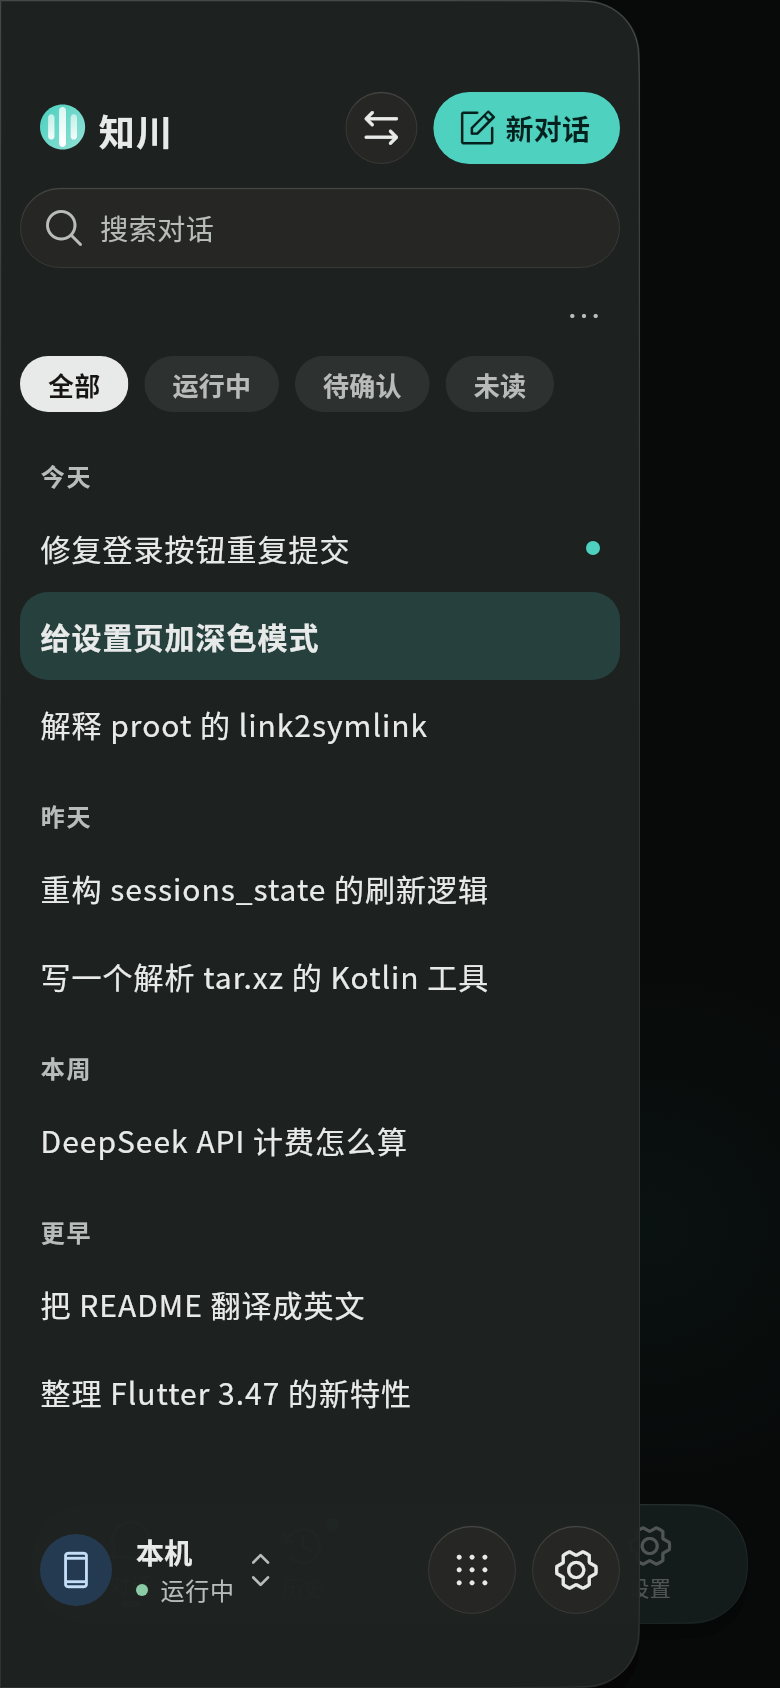 知川
新对话
搜索对话
全部 运行中 待确认 未读
今天
修复登录按钮重复提交
给设置页加深色模式
解释 proot 的 link2symlink
昨天
重构 sessions_state 的刷新逻辑
写一个解析 tar.xz 的 Kotlin 工具
本周
DeepSeek API 计费怎么算
更早
把 README 翻译成英文
整理 Flutter 3.47 的新特性
本机
运行中
设置